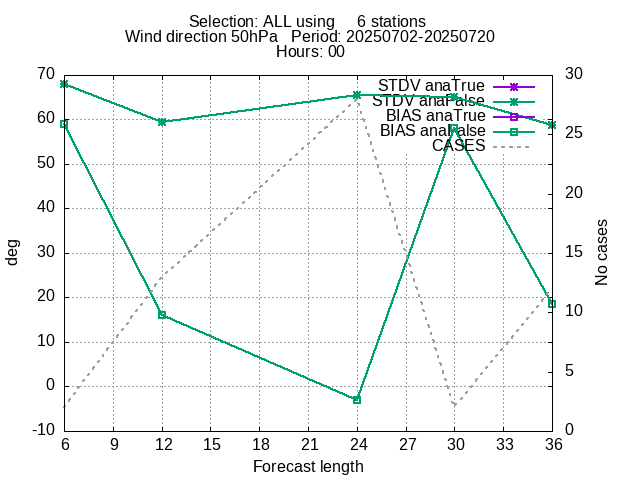 Selection: ALL using 6 stations
Wind direction 50hPa Period: 20250702-20250720
Hours: 00
70
60
50
40
30
20
10
0
-10
deg
30
25
20
15
10
5
0
No cases
STDV anaTrue
STDV anaFalse
BIAS anaTrue
BIAS anaFalse
CASES
6 9 12 15 18 21 24 27 30 33 36
Forecast length